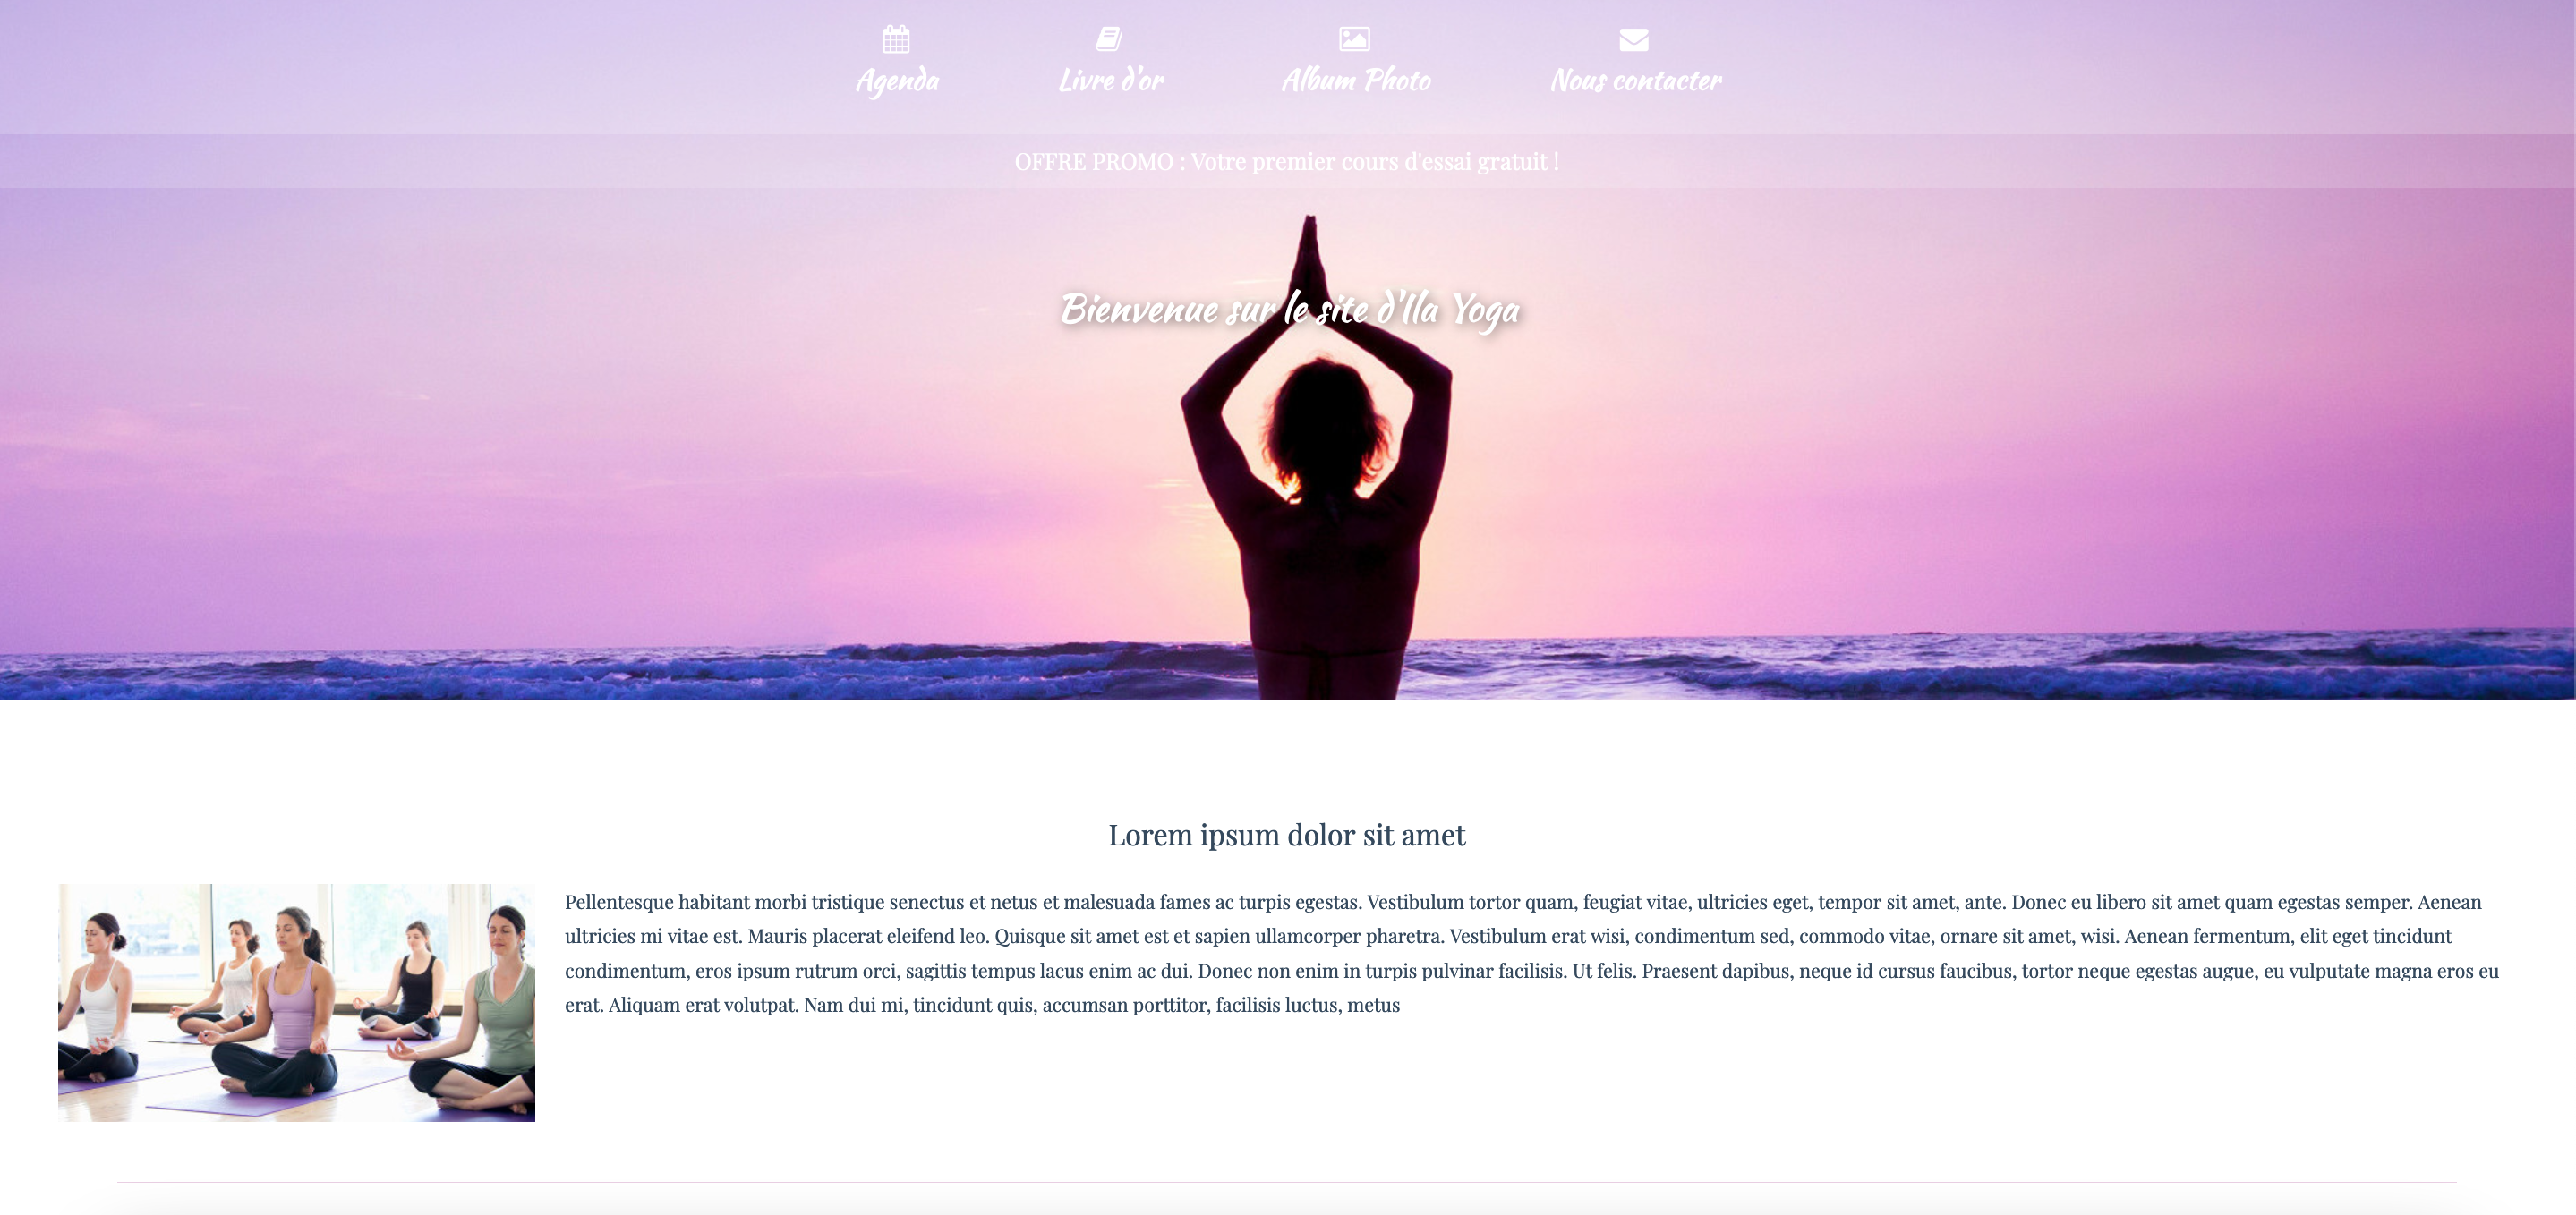 Agenda
Livre d'or
Album Photo
Nous contacter
OFFRE PROMO : Votre premier cours d'essai gratuit !
Bienvenue sur le site d'Ila Yoga
Lorem ipsum dolor sit amet
Pellentesque habitant morbi tristique senectus et netus et malesuada fames ac turpis egestas. Vestibulum tortor quam, feugiat vitae, ultricies eget, tempor sit amet, ante. Donec eu libero sit amet quam egestas semper. Aenean
ultricies mi vitae est. Mauris placerat eleifend leo. Quisque sit amet est et sapien ullamcorper pharetra. Vestibulum erat wisi, condimentum sed, commodo vitae, ornare sit amet, wisi. Aenean fermentum, elit eget tincidunt
condimentum, eros ipsum rutrum orci, sagittis tempus lacus enim ac dui. Donec non enim in turpis pulvinar facilisis. Ut felis. Praesent dapibus, neque id cursus faucibus, tortor neque egestas augue, eu vulputate magna eros eu
erat. Aliquam erat volutpat. Nam dui mi, tincidunt quis, accumsan porttitor, facilisis luctus, metus